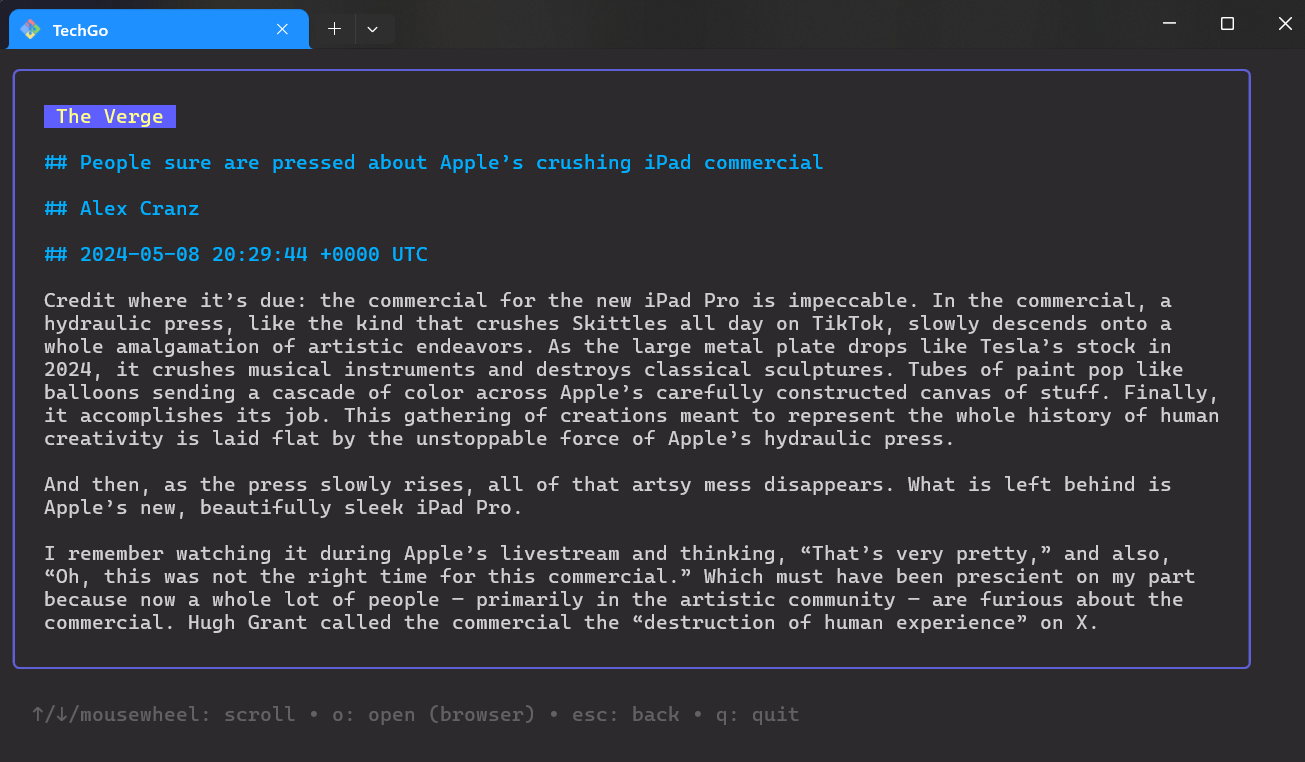 TechGo
The Verge
## People sure are pressed about Apple’s crushing iPad commercial
## Alex Cranz
## 2024-05-08 20:29:44 +0000 UTC
Credit where it’s due: the commercial for the new iPad Pro is impeccable. In the commercial, a
hydraulic press, like the kind that crushes Skittles all day on TikTok, slowly descends onto a
whole amalgamation of artistic endeavors. As the large metal plate drops like Tesla’s stock in
2024, it crushes musical instruments and destroys classical sculptures. Tubes of paint pop like
balloons sending a cascade of color across Apple’s carefully constructed canvas of stuff. Finally,
it accomplishes its job. This gathering of creations meant to represent the whole history of human
creativity is laid flat by the unstoppable force of Apple’s hydraulic press.
And then, as the press slowly rises, all of that artsy mess disappears. What is left behind is
Apple’s new, beautifully sleek iPad Pro.
I remember watching it during Apple’s livestream and thinking, “That’s very pretty,” and also,
“Oh, this was not the right time for this commercial.” Which must have been prescient on my part
because now a whole lot of people — primarily in the artistic community — are furious about the
commercial. Hugh Grant called the commercial the “destruction of human experience” on X.
↑/↓/mousewheel: scroll • o: open (browser) • esc: back • q: quit